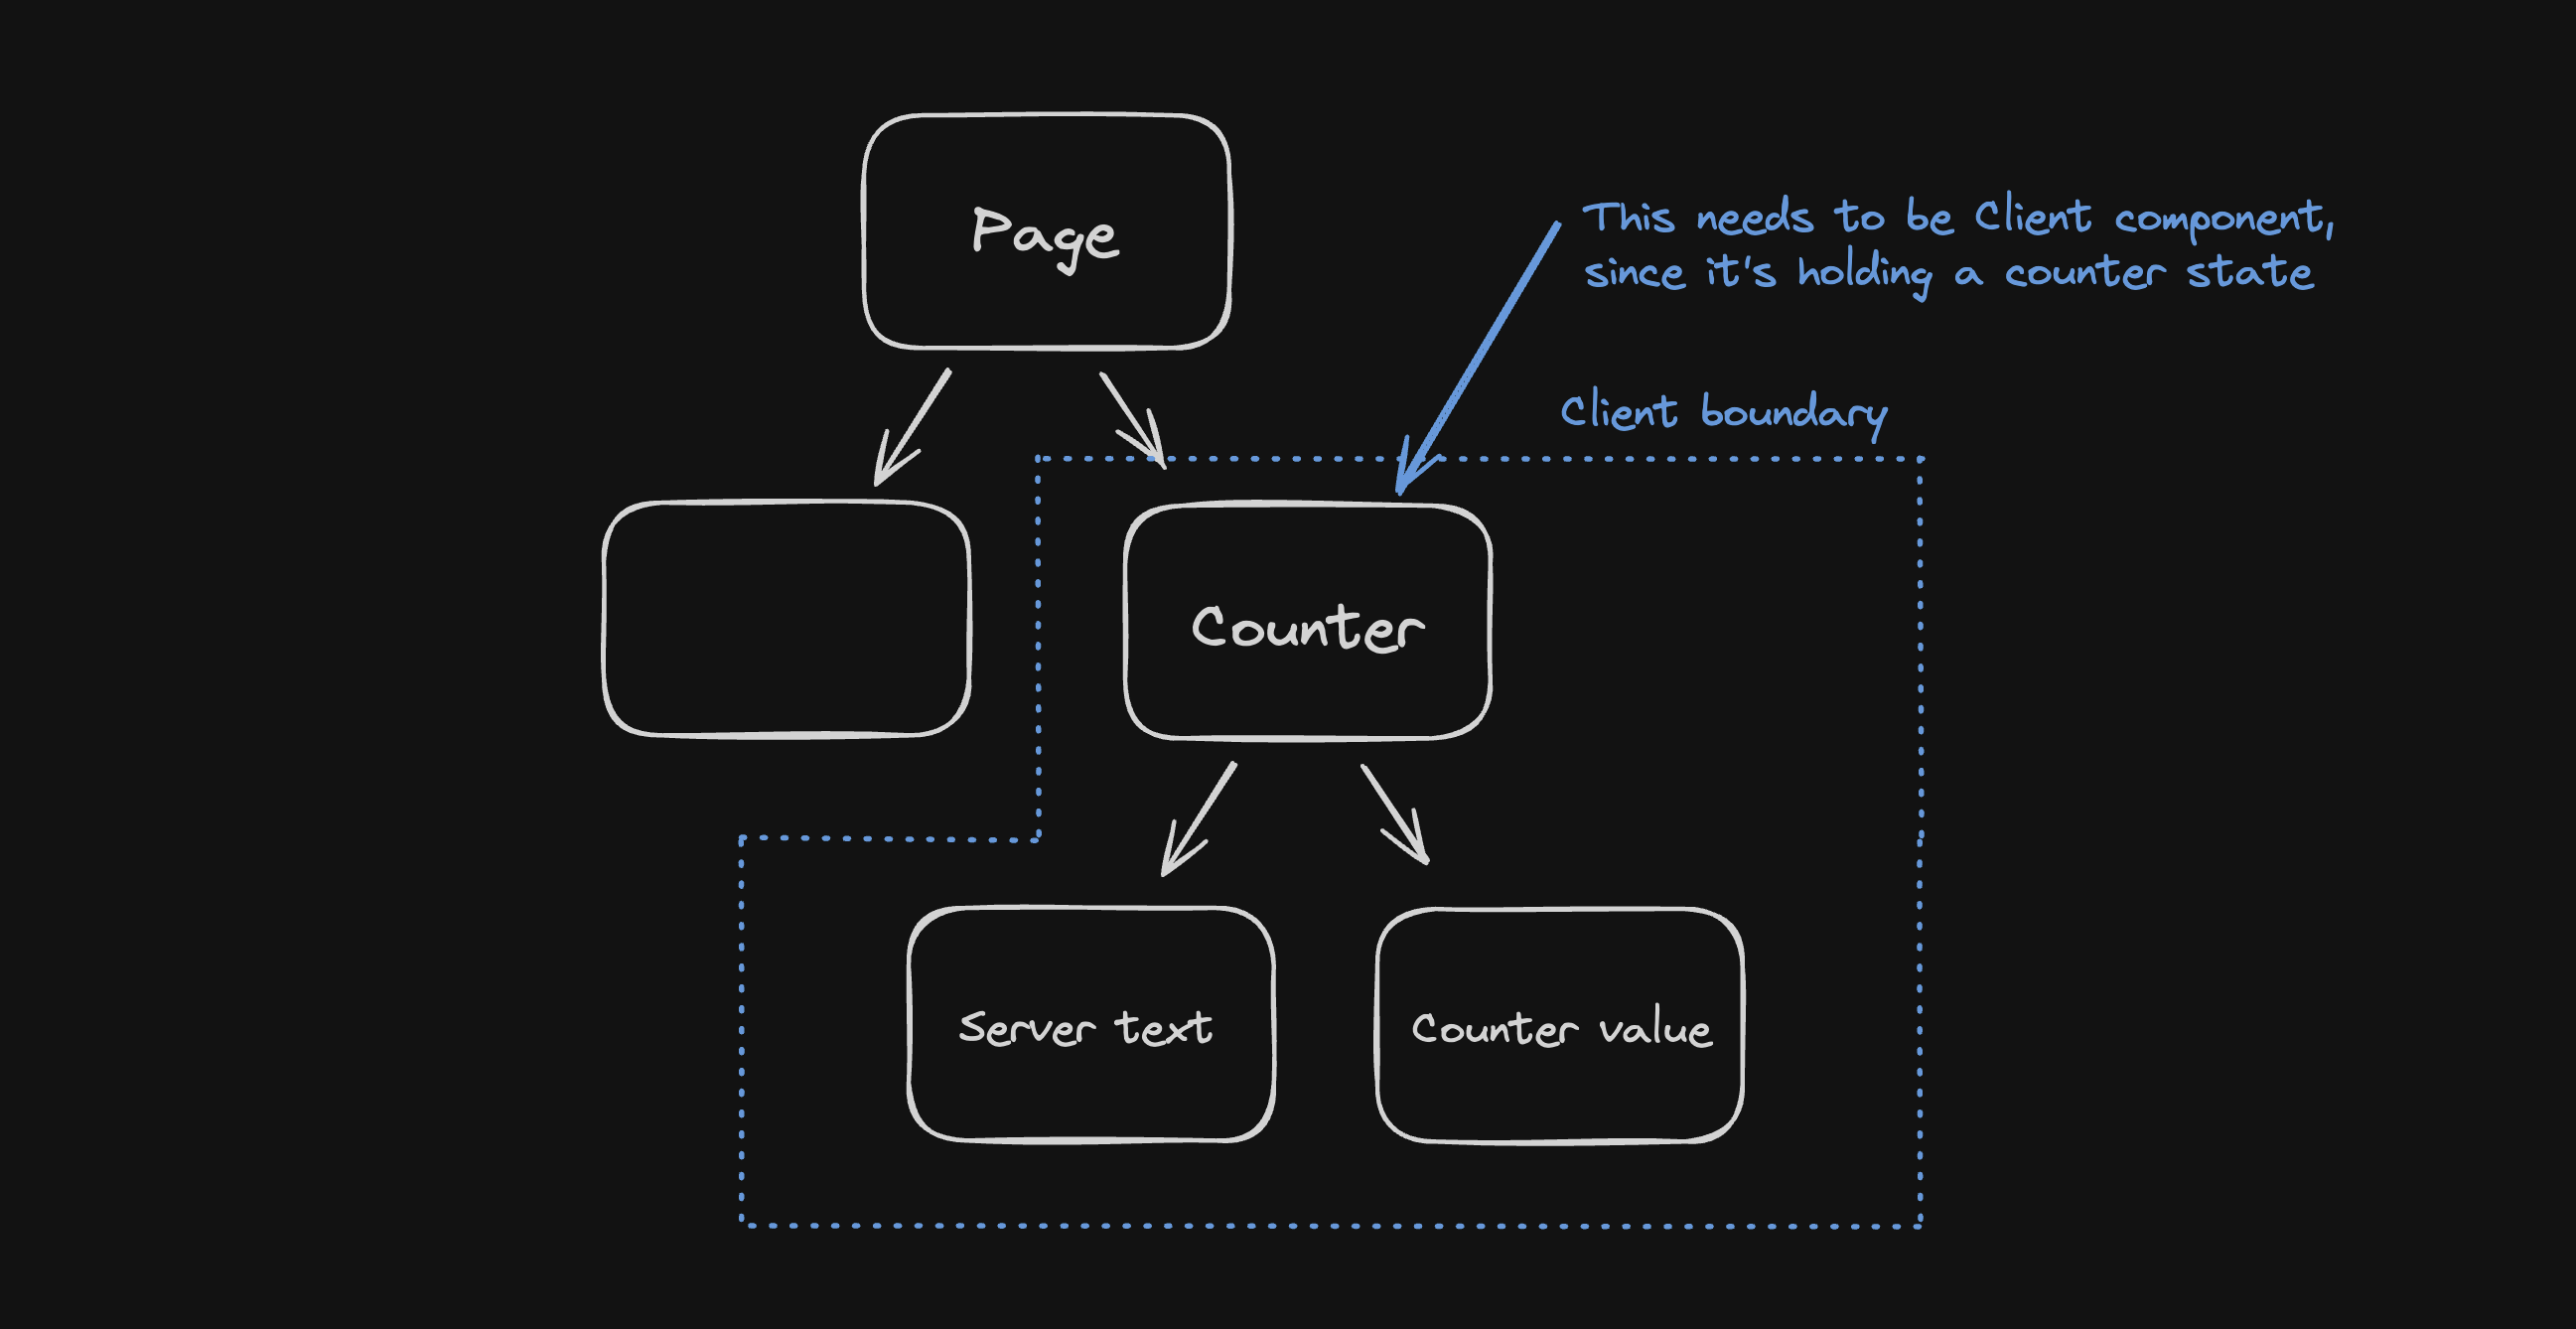 Page
This needs to be Client component,
since it's holding a counter state
Client boundary
Counter
Server text
Counter value